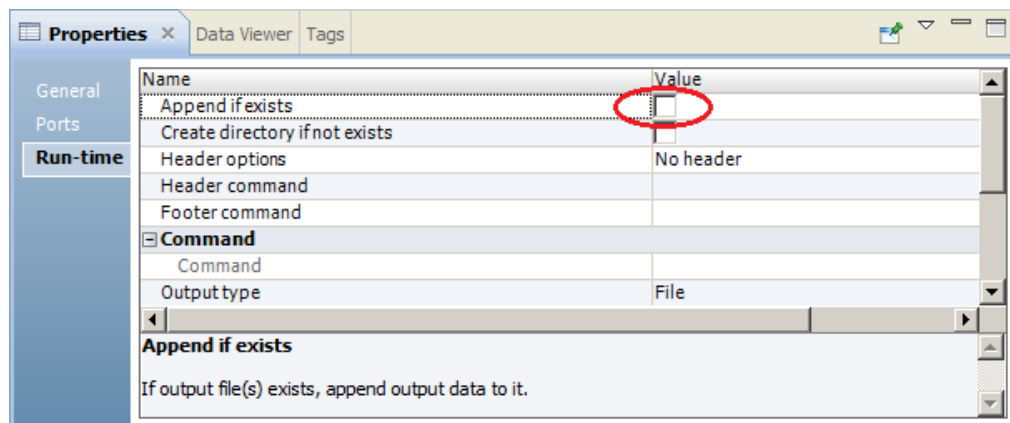 Properties Data Viewer Tags
General
Ports
Run-time
Name Value
Append if exists
Create directory if not exists
Header options No header
Header command
Footer command
Command
Command
Output type File
Append if exists
If output file(s) exists, append output data to it.